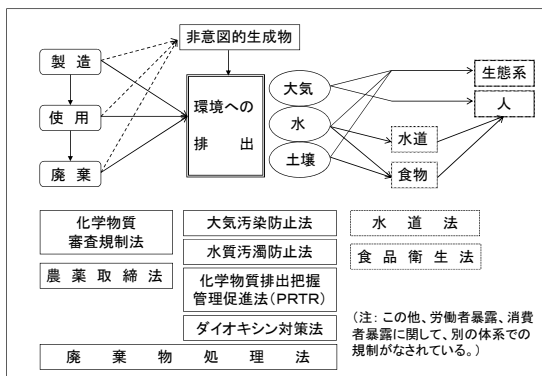 非意図的生成物
製造
使用
廃棄
環境への
排出
大気
水
土壌
水道
食物
生態系
人
化学物質
審査規制法
農薬取締法
大気汚染防止法
水質汚濁防止法
化学物質排出把握
管理促進法(PRTR)
ダイオキシン対策法
廃棄物処理法
水道法
食品衛生法
(注:この他、労働者暴露、消費
者暴露に関して、別の体系での
規制がなされている。)